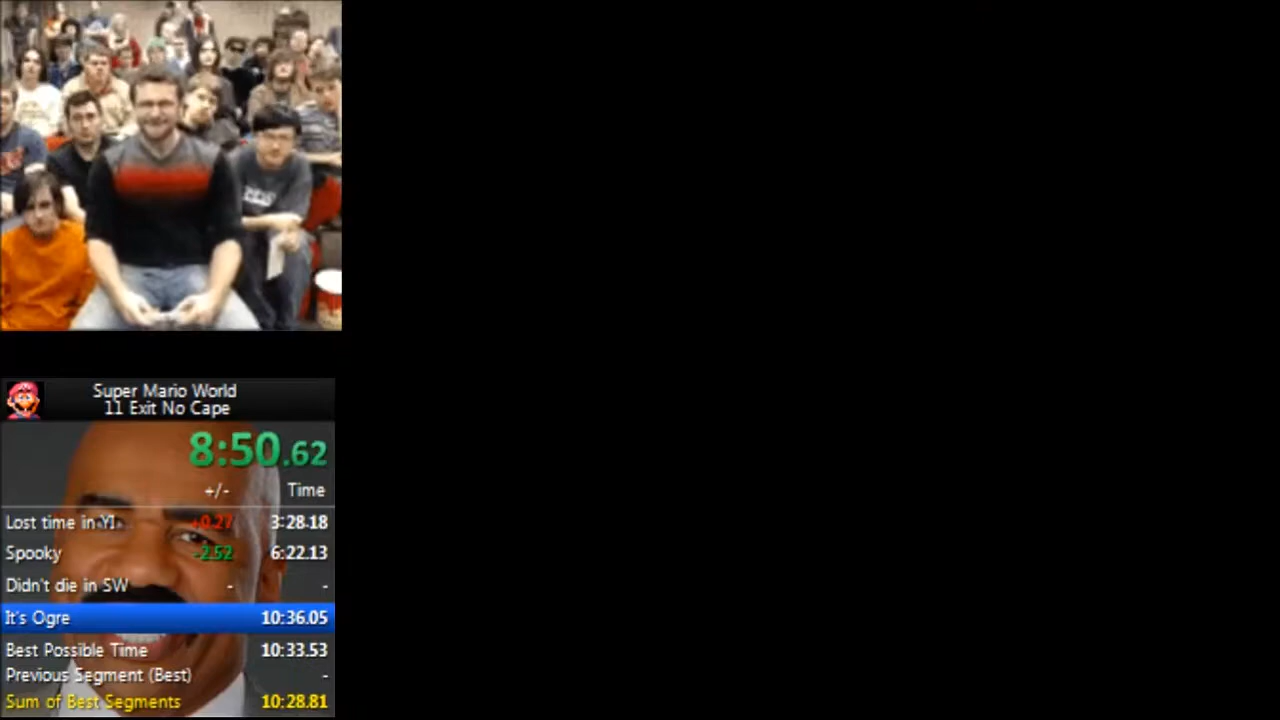 Super Mario World
11 Exit No Cape
8:50.62
+/- Time
Lost time in YI +0.27 3:28.18
Spooky -2.52 6:22.13
Didn't die in SW - -
It's Ogre 10:36.05
Best Possible Time 10:33.53
Previous Segment (Best) -
Sum of Best Segments 10:28.81